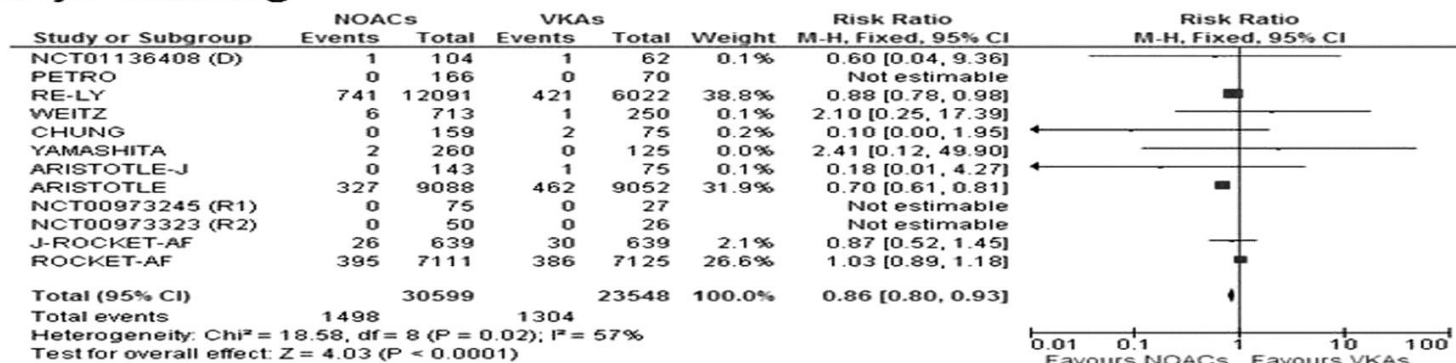 NOACs VKAs Risk Ratio Risk Ratio
Study or Subgroup Events Total Events Total Weight M-H, Fixed, 95% CI M-H, Fixed, 95% CI
NCT01136408 (D) 1 104 1 62 0.1% 0.60 [0.04, 9.36]
PETRO 0 166 0 70 Not estimable
RE-LY 741 12091 421 6022 38.8% 0.88 [0.78, 0.98]
WEITZ 6 713 1 250 0.1% 2.10 [0.25, 17.39]
CHUNG 0 159 2 75 0.2% 0.10 [0.00, 1.95]
YAMASHITA 2 260 0 125 0.0% 2.41 [0.12, 49.90]
ARISTOTLE-J 0 143 1 75 0.1% 0.18 [0.01, 4.27]
ARISTOTLE 327 9088 462 9052 31.9% 0.70 [0.61, 0.81]
NCT00973245 (R1) 0 75 0 27 Not estimable
NCT00973323 (R2) 0 50 0 26 Not estimable
J-ROCKET-AF 26 639 30 639 2.1% 0.87 [0.52, 1.45]
ROCKET-AF 395 7111 386 7125 26.6% 1.03 [0.89, 1.18]
Total (95% CI) 30599 23548 100.0% 0.86 [0.80, 0.93]
Total events 1498 1304
Heterogeneity: Chi² = 18.58, df = 8 (P = 0.02); I² = 57%
Test for overall effect: Z = 4.03 (P < 0.0001)
0.01 0.1 1 10 100
Favours NOACs Favours VKAs